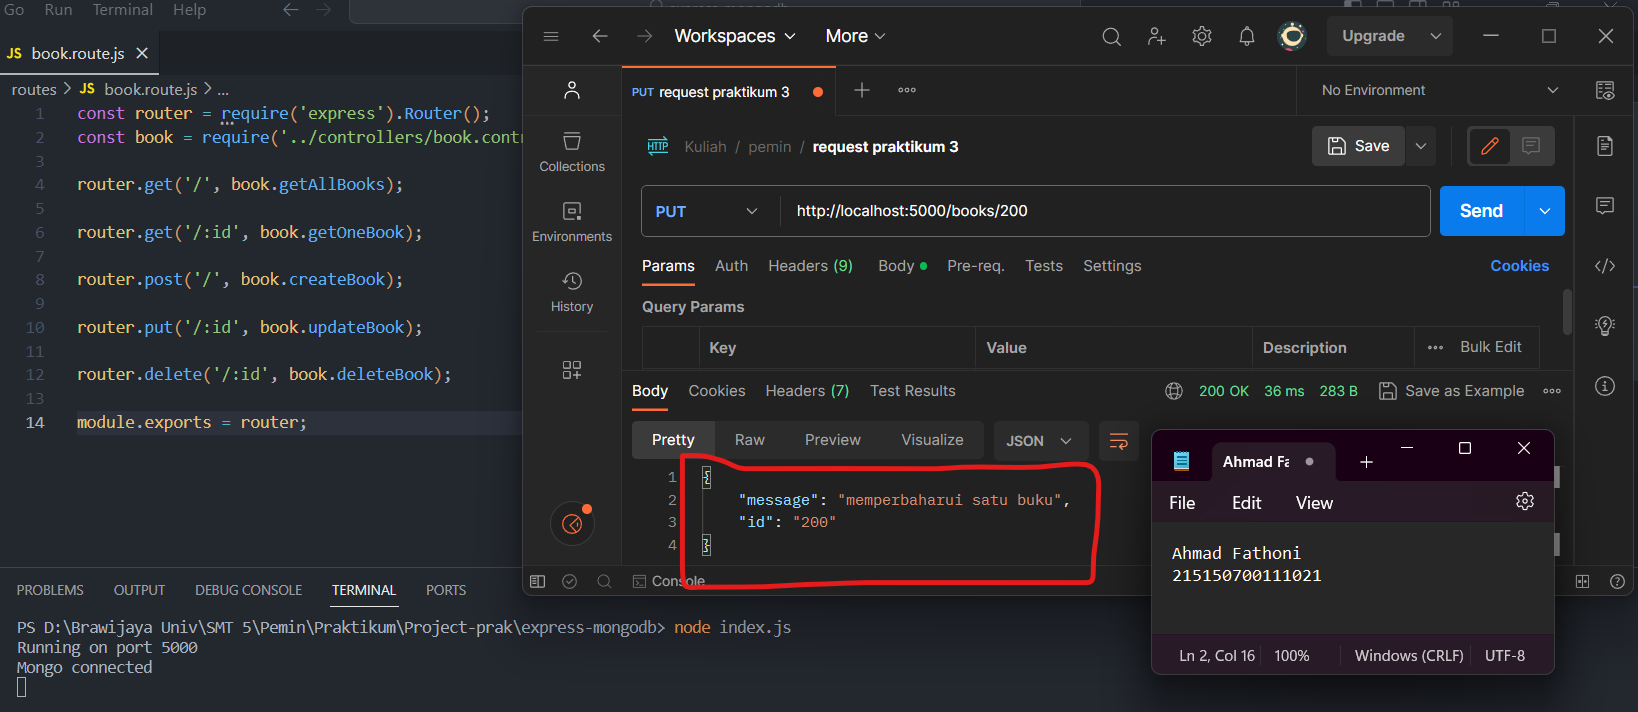 Go Run Terminal Help
JS book.route.js
routes > JS book.route.js > ...
1 const router = require('express').Router();
2 const book = require('../controllers/book.cont
3
4 router.get('/', book.getAllBooks);
5
6 router.get('/:id', book.getOneBook);
7
8 router.post('/', book.createBook);
9
10 router.put('/:id', book.updateBook);
11
12 router.delete('/:id', book.deleteBook);
13
14 module.exports = router;
PROBLEMS OUTPUT DEBUG CONSOLE TERMINAL PORTS
PS D:\Brawijaya Univ\SMT 5\Pemin\Praktikum\Project-prak\express-mongodb> node index.js
Running on port 5000
Mongo connected
Workspaces More Upgrade
PUT request praktikum 3 No Environment
Collections
Environments
History
HTTP Kuliah / pemin / request praktikum 3 Save
PUT http://localhost:5000/books/200 Send
Params Auth Headers (9) Body Pre-req. Tests Settings Cookies
Query Params
Key Value Description Bulk Edit
Body Cookies Headers (7) Test Results 200 OK 36 ms 283 B Save as Example
Pretty Raw Preview Visualize JSON
1 {
2 "message": "memperbaharui satu buku",
3 "id": "200"
4 }
Console
Ahmad Fa
File Edit View
Ahmad Fathoni
215150700111021
Ln 2, Col 16 100% Windows (CRLF) UTF-8